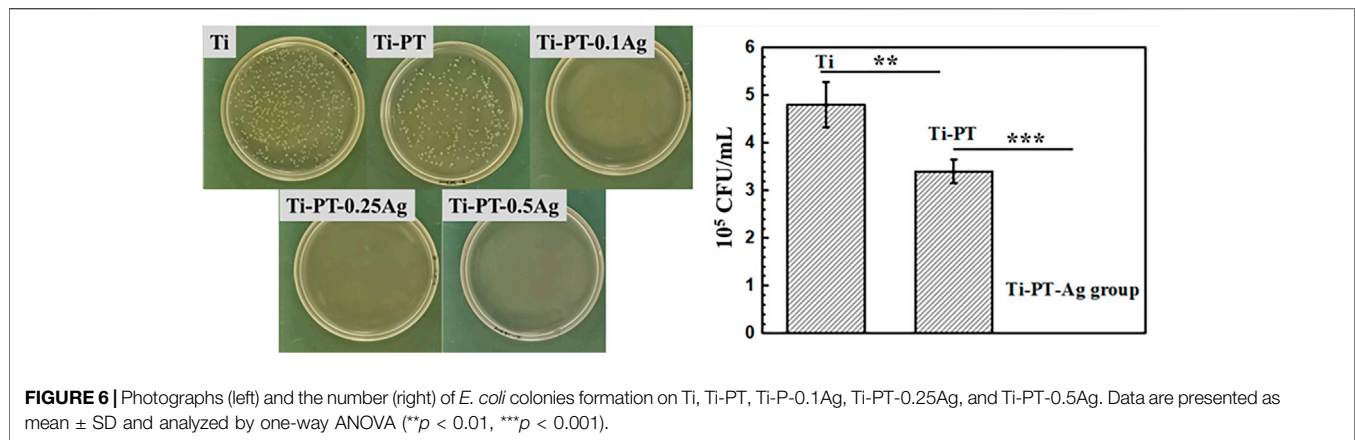 Ti
Ti-PT
Ti-PT-0.1Ag
Ti-PT-0.25Ag
Ti-PT-0.5Ag
10⁵ CFU/mL
6
5
4
3
2
1
0
Ti
**
Ti-PT
***
Ti-PT-Ag group
FIGURE 6 | Photographs (left) and the number (right) of E. coli colonies formation on Ti, Ti-PT, Ti-P-0.1Ag, Ti-PT-0.25Ag, and Ti-PT-0.5Ag. Data are presented as
mean ± SD and analyzed by one-way ANOVA (**p < 0.01, ***p < 0.001).